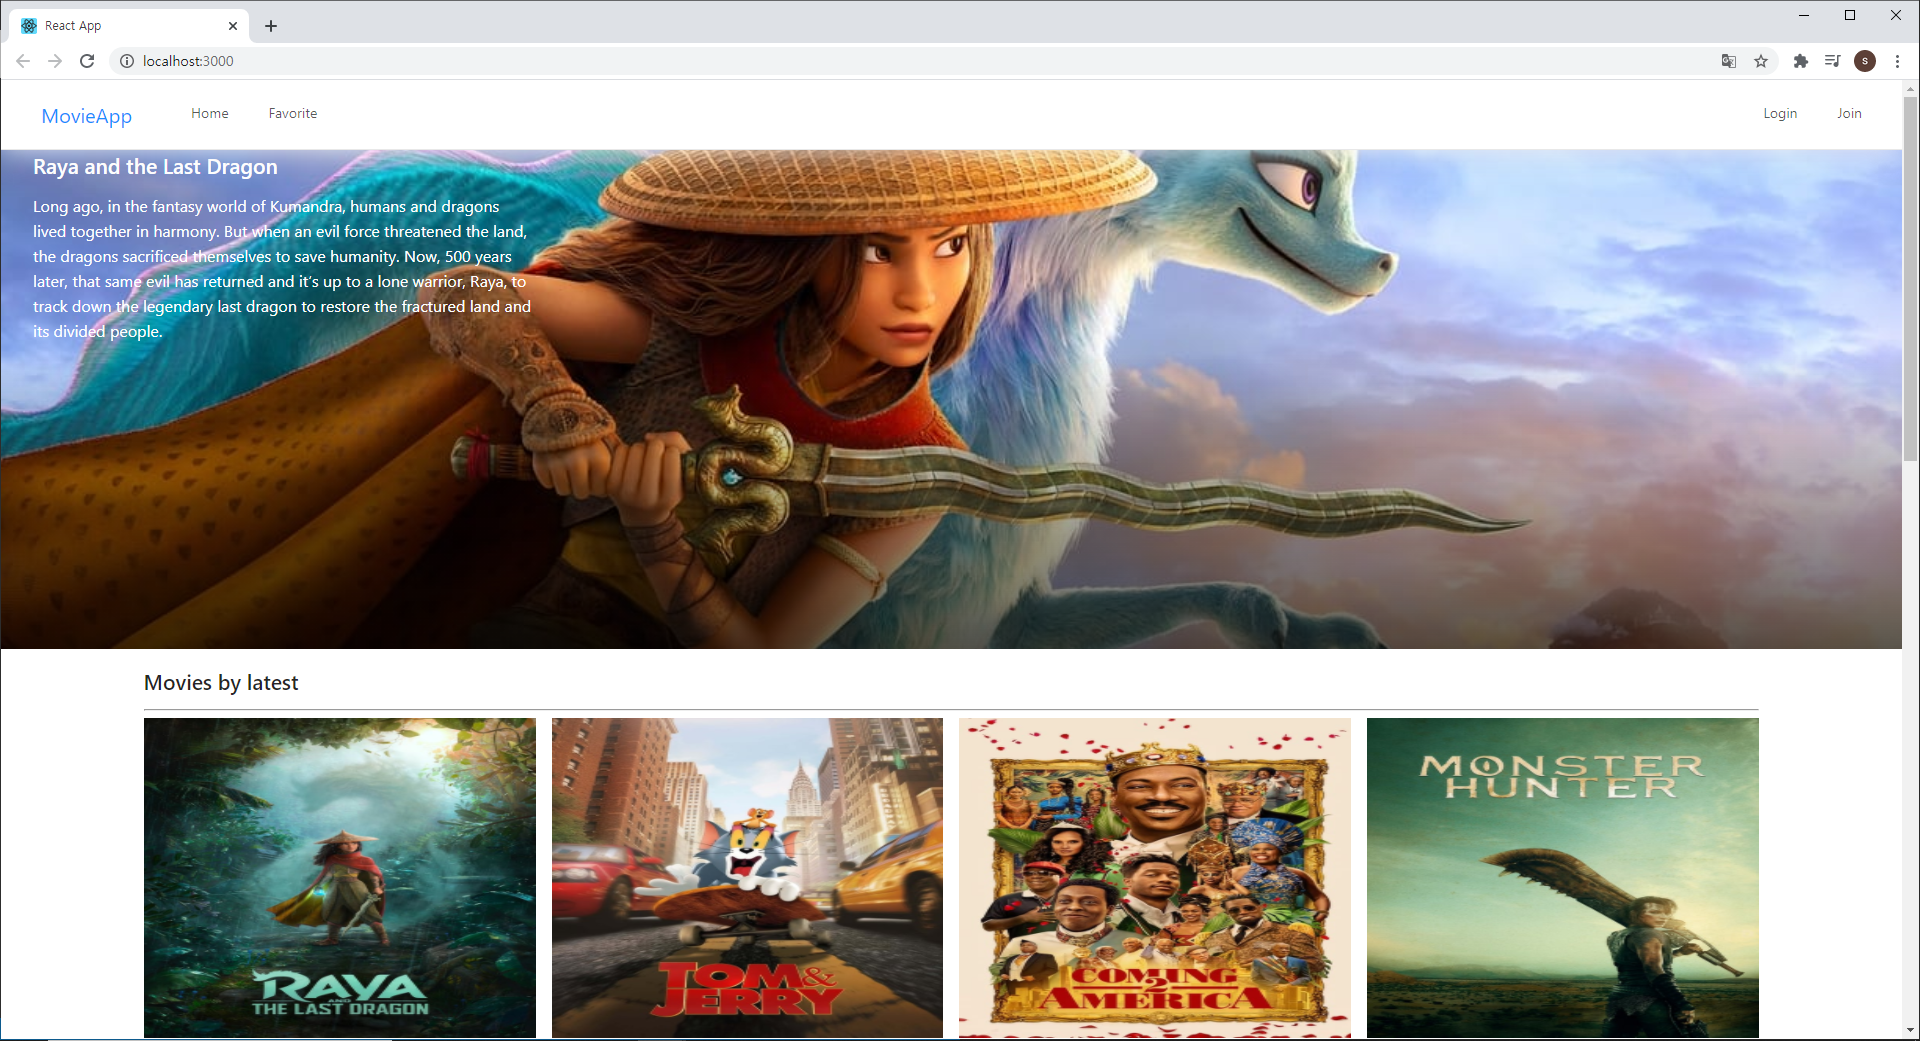 React App
localhost:3000
S
MovieApp
Home
Favorite
Login
Join
Raya and the Last Dragon
Long ago, in the fantasy world of Kumandra, humans and dragons
lived together in harmony. But when an evil force threatened the land,
the dragons sacrificed themselves to save humanity. Now, 500 years
later, that same evil has returned and it's up to a lone warrior, Raya, to
track down the legendary last dragon to restore the fractured land and
its divided people.
Movies by latest
RAYA
AND
THE LAST DRAGON
TOM &
JERRY
COMING
2
AMERICA
MONSTER
HUNTER